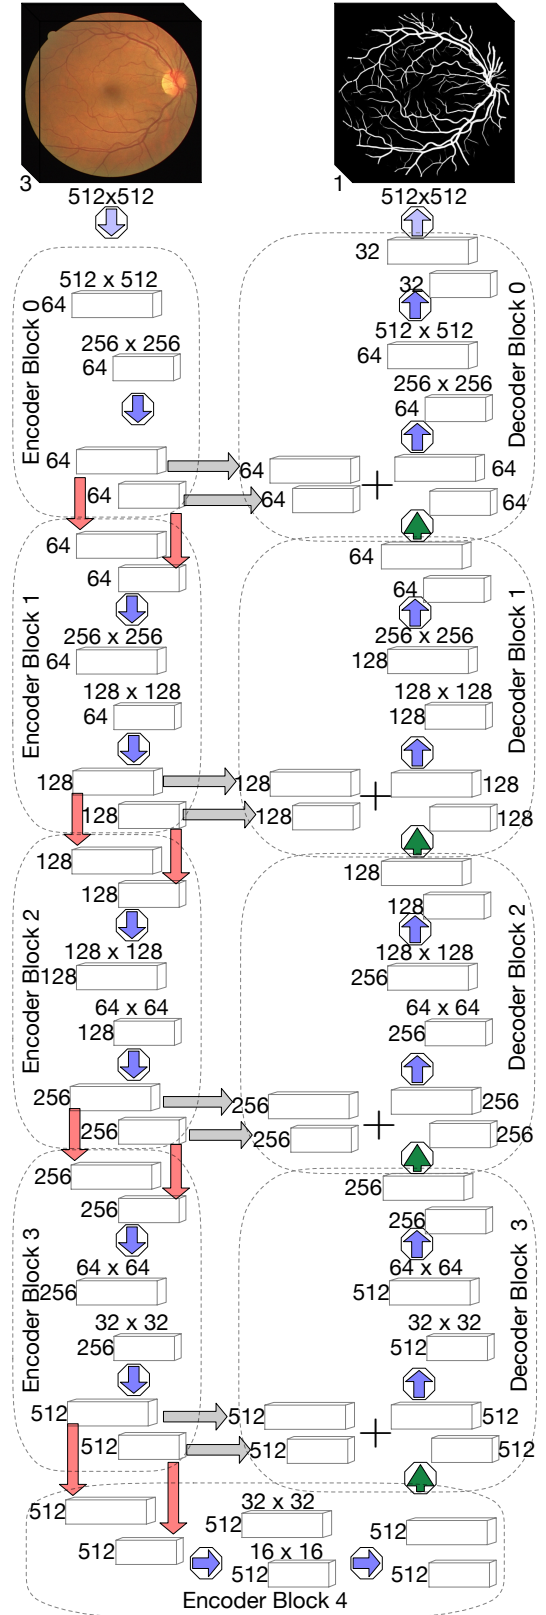 3
512x512
1
512x512
Encoder Block 0
512 x 512
64
256 x 256
64
64
64
64
64
Decoder Block 0
32
32
512 x 512
64
256 x 256
64
64
64
64
64
Encoder Block 1
256 x 256
64
128 x 128
64
128
128
128
128
Decoder Block 1
64
64
256 x 256
128
128 x 128
128
128
128
128
128
Encoder Block 2
128 x 128
128
64 x 64
128
256
256
256
256
Decoder Block 2
128
128
128 x 128
256
64 x 64
256
256
256
256
256
Encoder Block 3
64 x 64
256
32 x 32
256
512
512
512
512
Decoder Block 3
256
256
64 x 64
512
32 x 32
512
512
512
512
512
32 x 32
512
16 x 16
512
512
512
Encoder Block 4